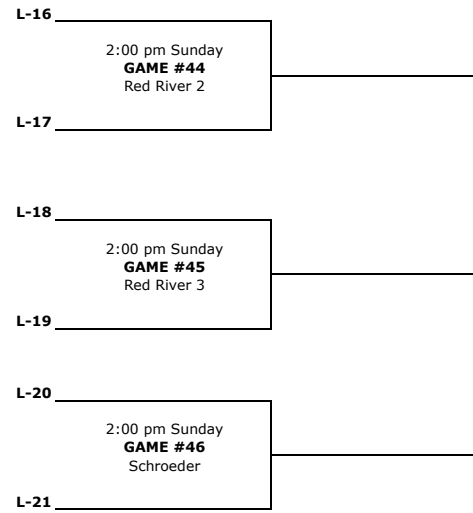 L-16
2:00 pm Sunday
GAME #44
Red River 2
L-17
L-18
2:00 pm Sunday
GAME #45
Red River 3
L-19
L-20
2:00 pm Sunday
GAME #46
Schroeder
L-21